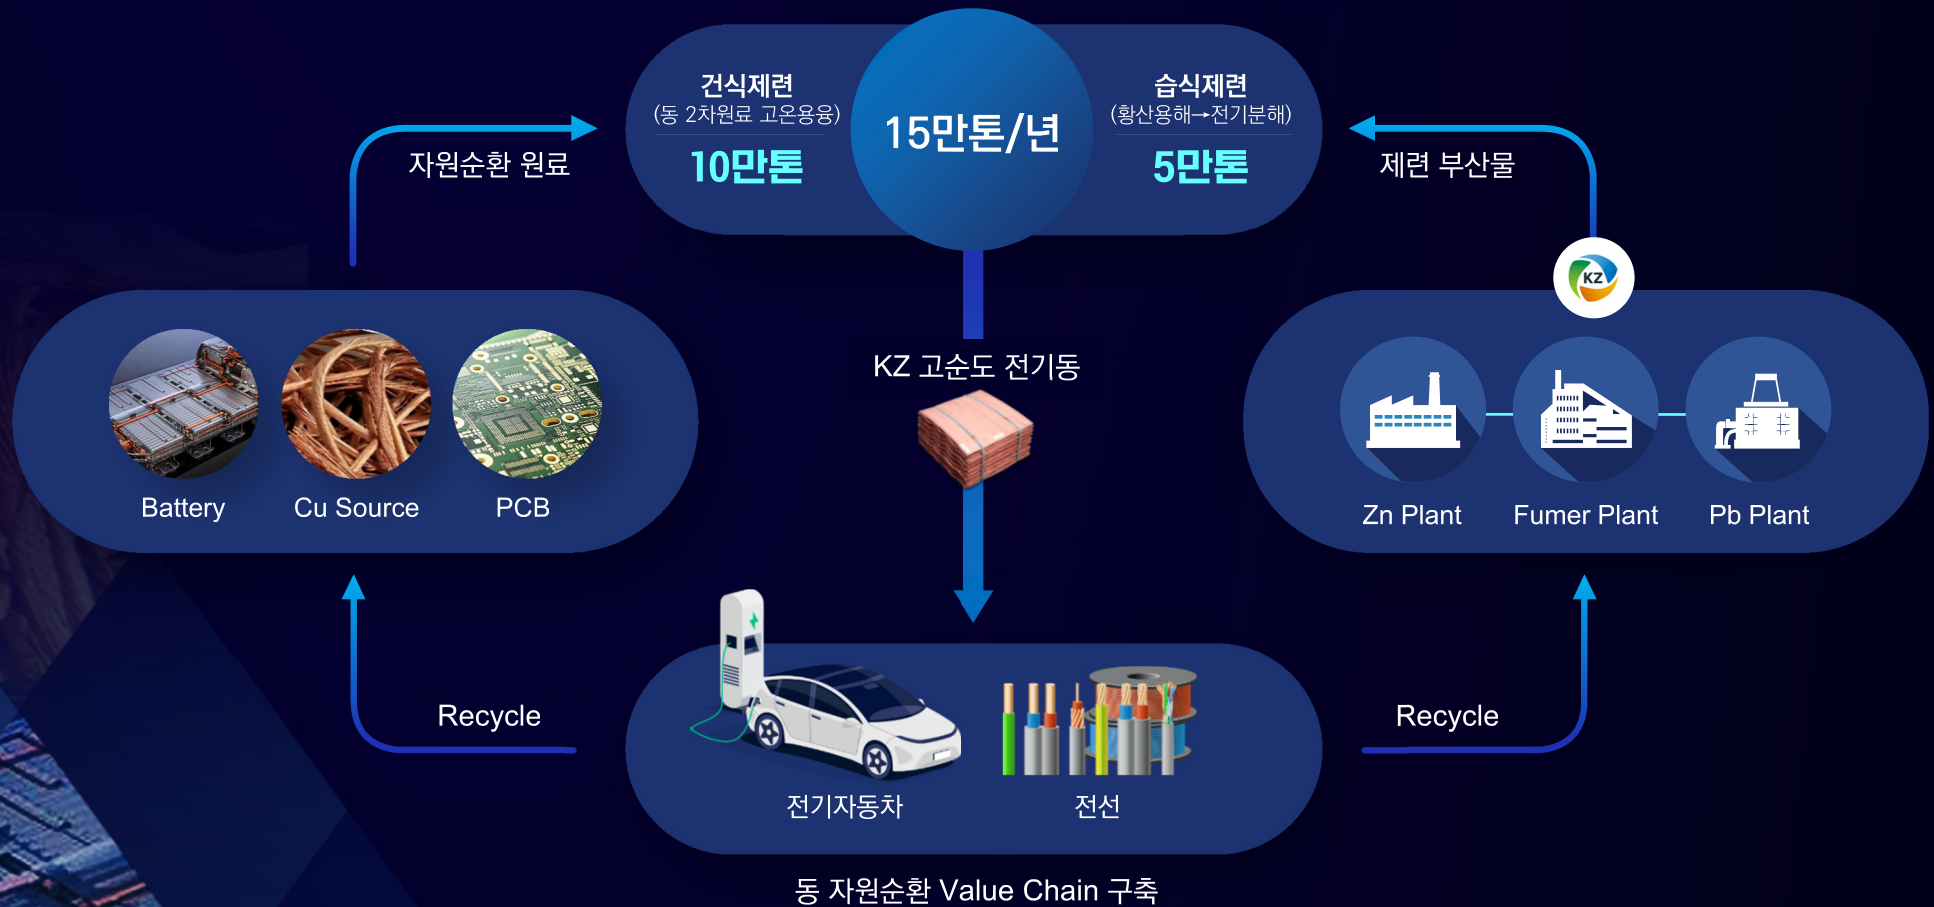 건식제련
(동 2차원료 고온용융)
10만톤
15만톤/년
습식제련
(황산용해→전기분해)
5만톤
자원순환 원료
제련 부산물
KZ
KZ 고순도 전기동
Battery
Cu Source
PCB
Zn Plant
Fumer Plant
Pb Plant
Recycle
Recycle
전기자동차
전선
동 자원순환 Value Chain 구축